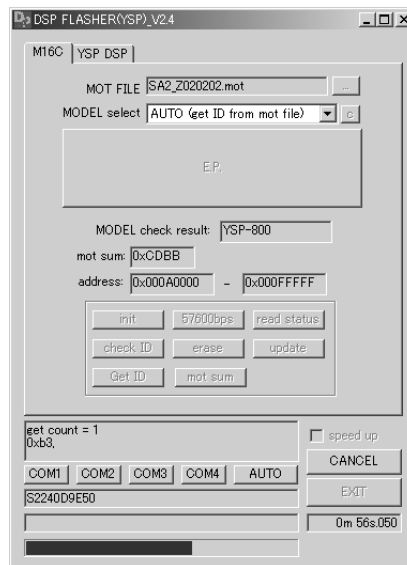 DSP FLASHER(YSP)_V2.4
M16C YSP DSP
MOT FILE SA2_Z020202.mot ...
MODEL select AUTO (get ID from mot file) c
E.P.
MODEL check result: YSP-800
mot sum: 0xCDBB
address: 0x000A0000 - 0x000FFFFF
init 57600bps read status
check ID erase update
Get ID mot sum
get count = 1
0xb3,
speed up
CANCEL
COM1 COM2 COM3 COM4 AUTO
S2240D9E50
EXIT
0m 56s.050